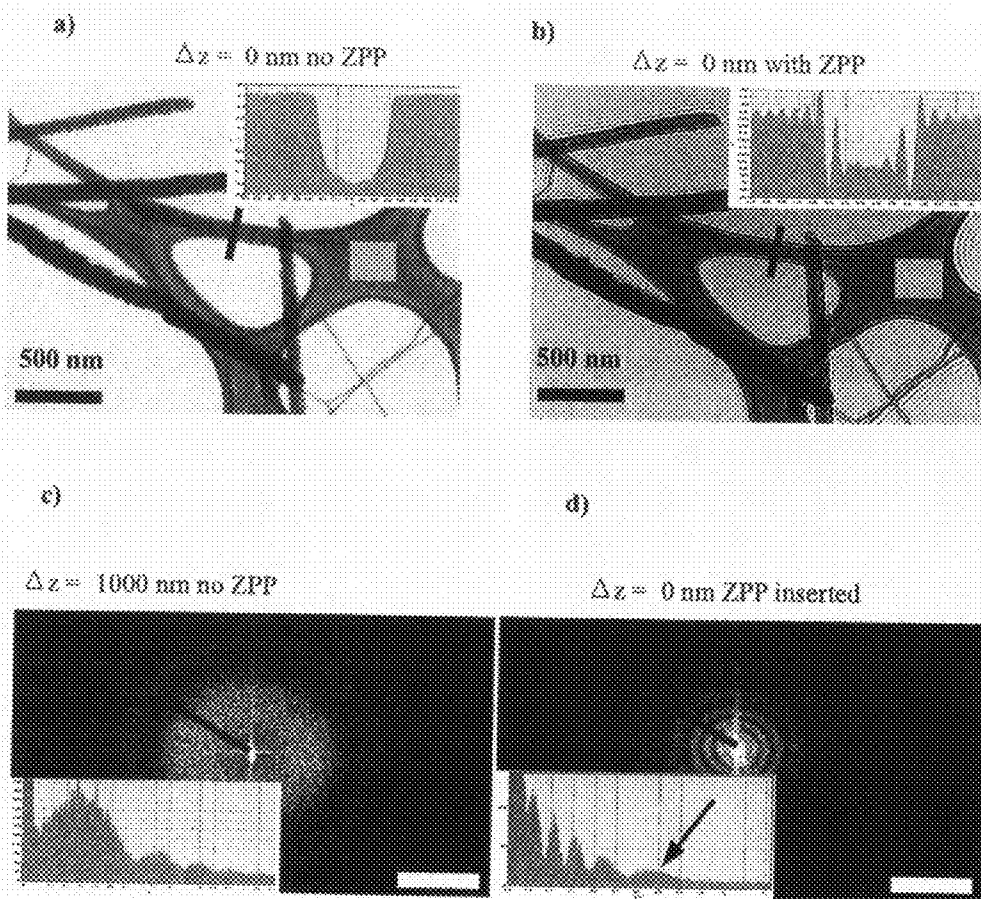 a)
Δz = 0 nm no ZPP
b)
Δz = 0 nm with ZPP
500 nm
500 nm
c)
Δz = 1000 nm no ZPP
d)
Δz = 0 nm ZPP inserted